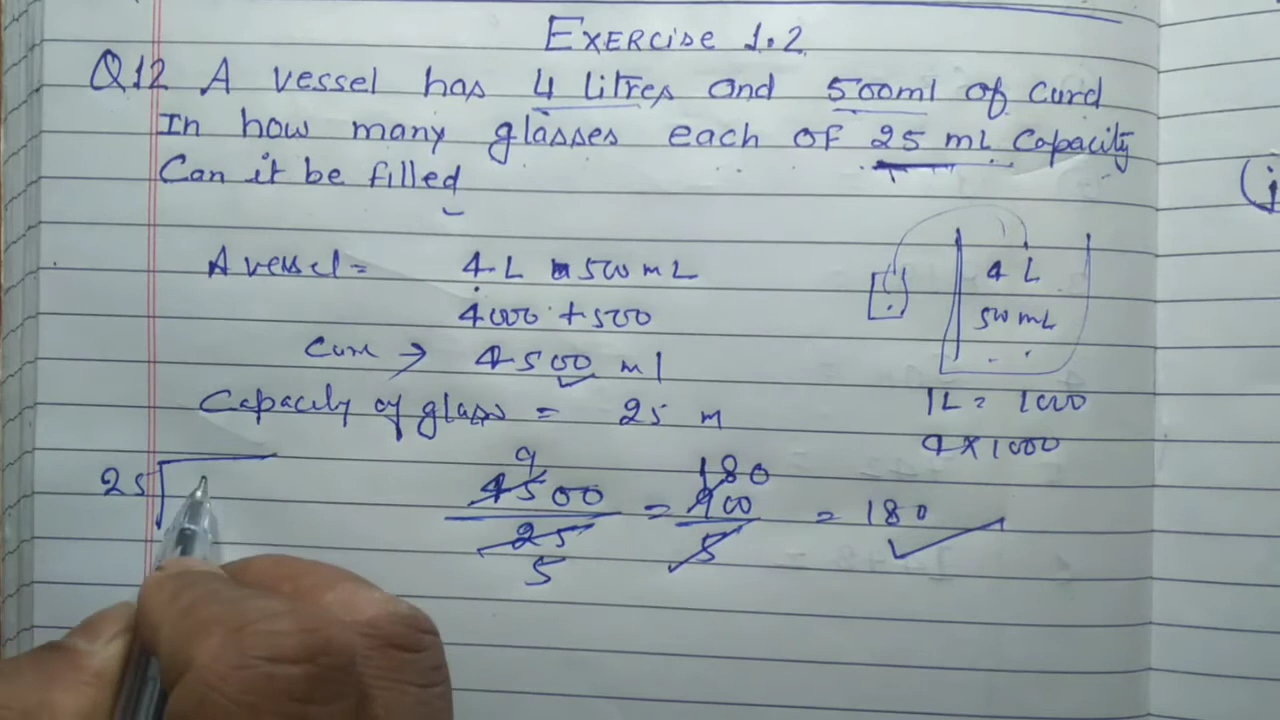 EXERCISE 1.2
Q12 A vessel has 4 litres and 500ml of curd
In how many glasses each of 25 mL Capacity
Can it be filled
A vessel = 4 L 500 mL
4000 + 500
→ 4500 ml
Capacity of glass = 25 m
4 L
500 mL
1L = 1000
4 x 1000
25
9
4500 / 25 = 900 / 5 = 180
5
180
(i